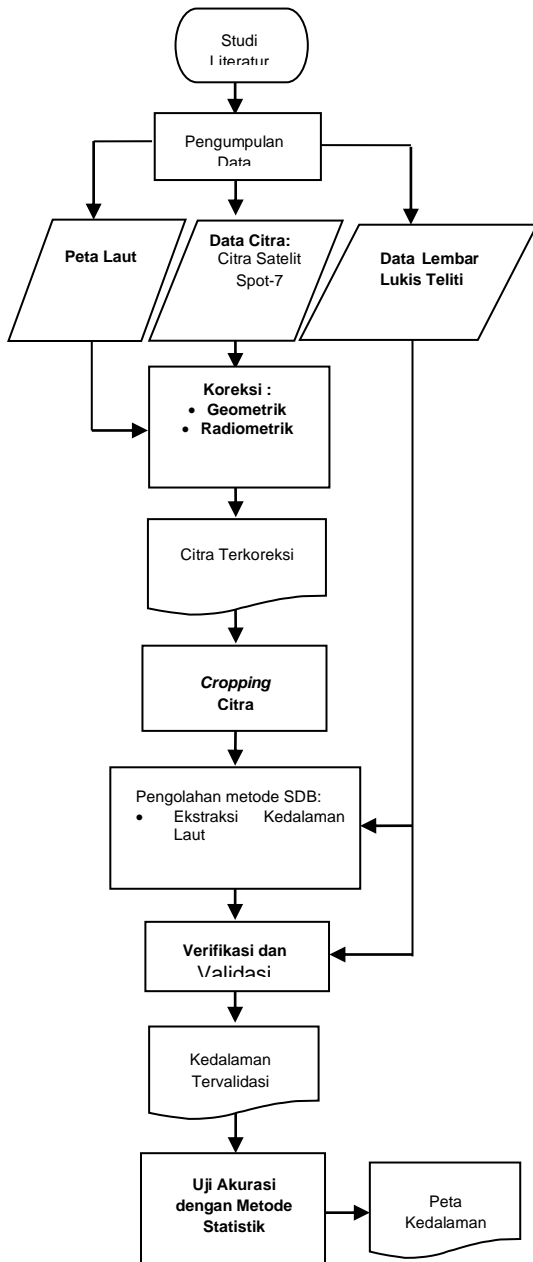 Studi
Literatur
Pengumpulan
Data
Peta Laut
Data Citra:
Citra Satelit
Spot-7
Data Lembar
Lukis Teliti
Koreksi :
• Geometrik
• Radiometrik
Citra Terkoreksi
Cropping
Citra
Pengolahan metode SDB:
• Ekstraksi Kedalaman
Laut
Verifikasi dan
Validasi
Kedalaman
Tervalidasi
Uji Akurasi
dengan Metode
Statistik
Peta
Kedalaman